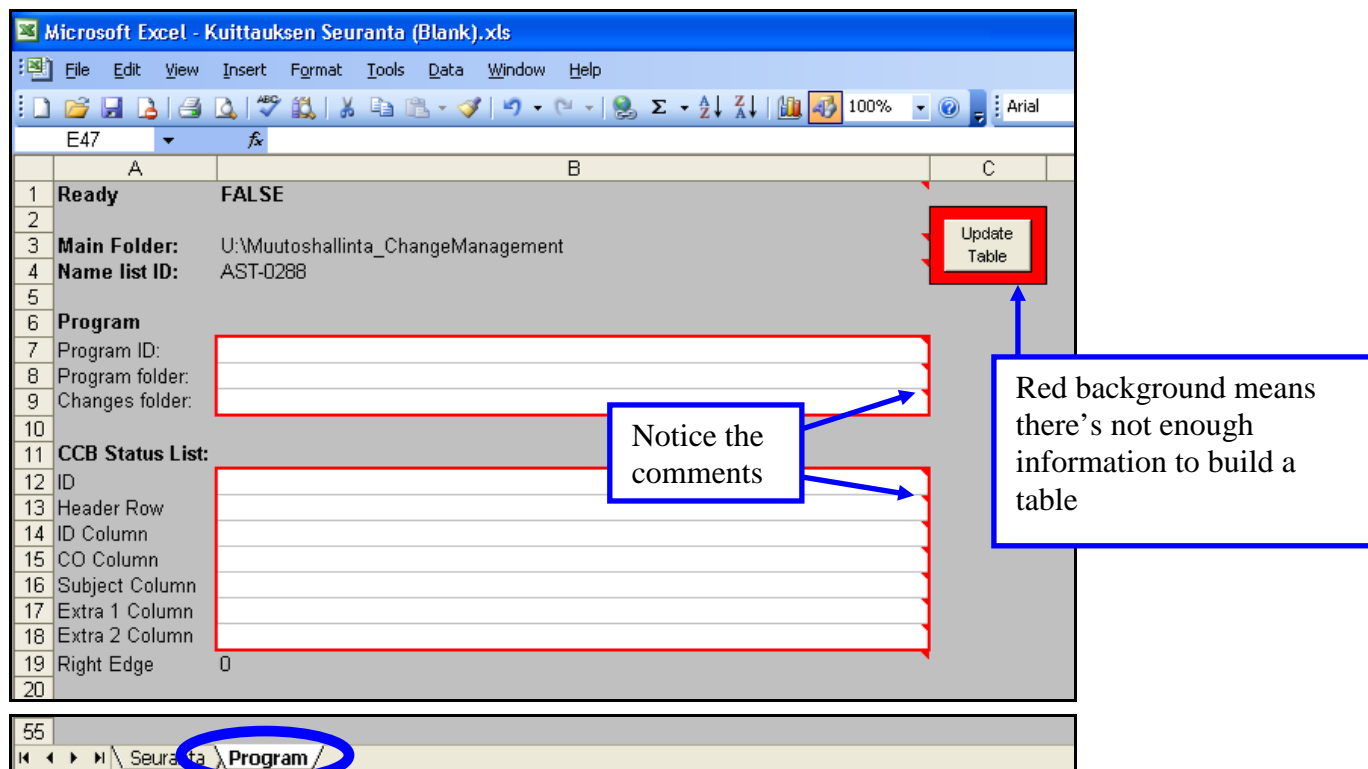 Microsoft Excel - Kuittauksen Seuranta (Blank).xls
File Edit View Insert Format Tools Data Window Help
ABC Σ A Z Z A 100% Arial
E47 fx
A B C
1 Ready FALSE
2
3 Main Folder: U:\Muutoshallinta_ChangeManagement
4 Name list ID: AST-0288
Update
Table
5
6 Program
7 Program ID:
8 Program folder:
9 Changes folder:
10
11 CCB Status List:
12 ID
13 Header Row
14 ID Column
15 CO Column
16 Subject Column
17 Extra 1 Column
18 Extra 2 Column
19 Right Edge 0
20
Notice the
comments
Red background means
there's not enough
information to build a
table
55
Seuranta Program